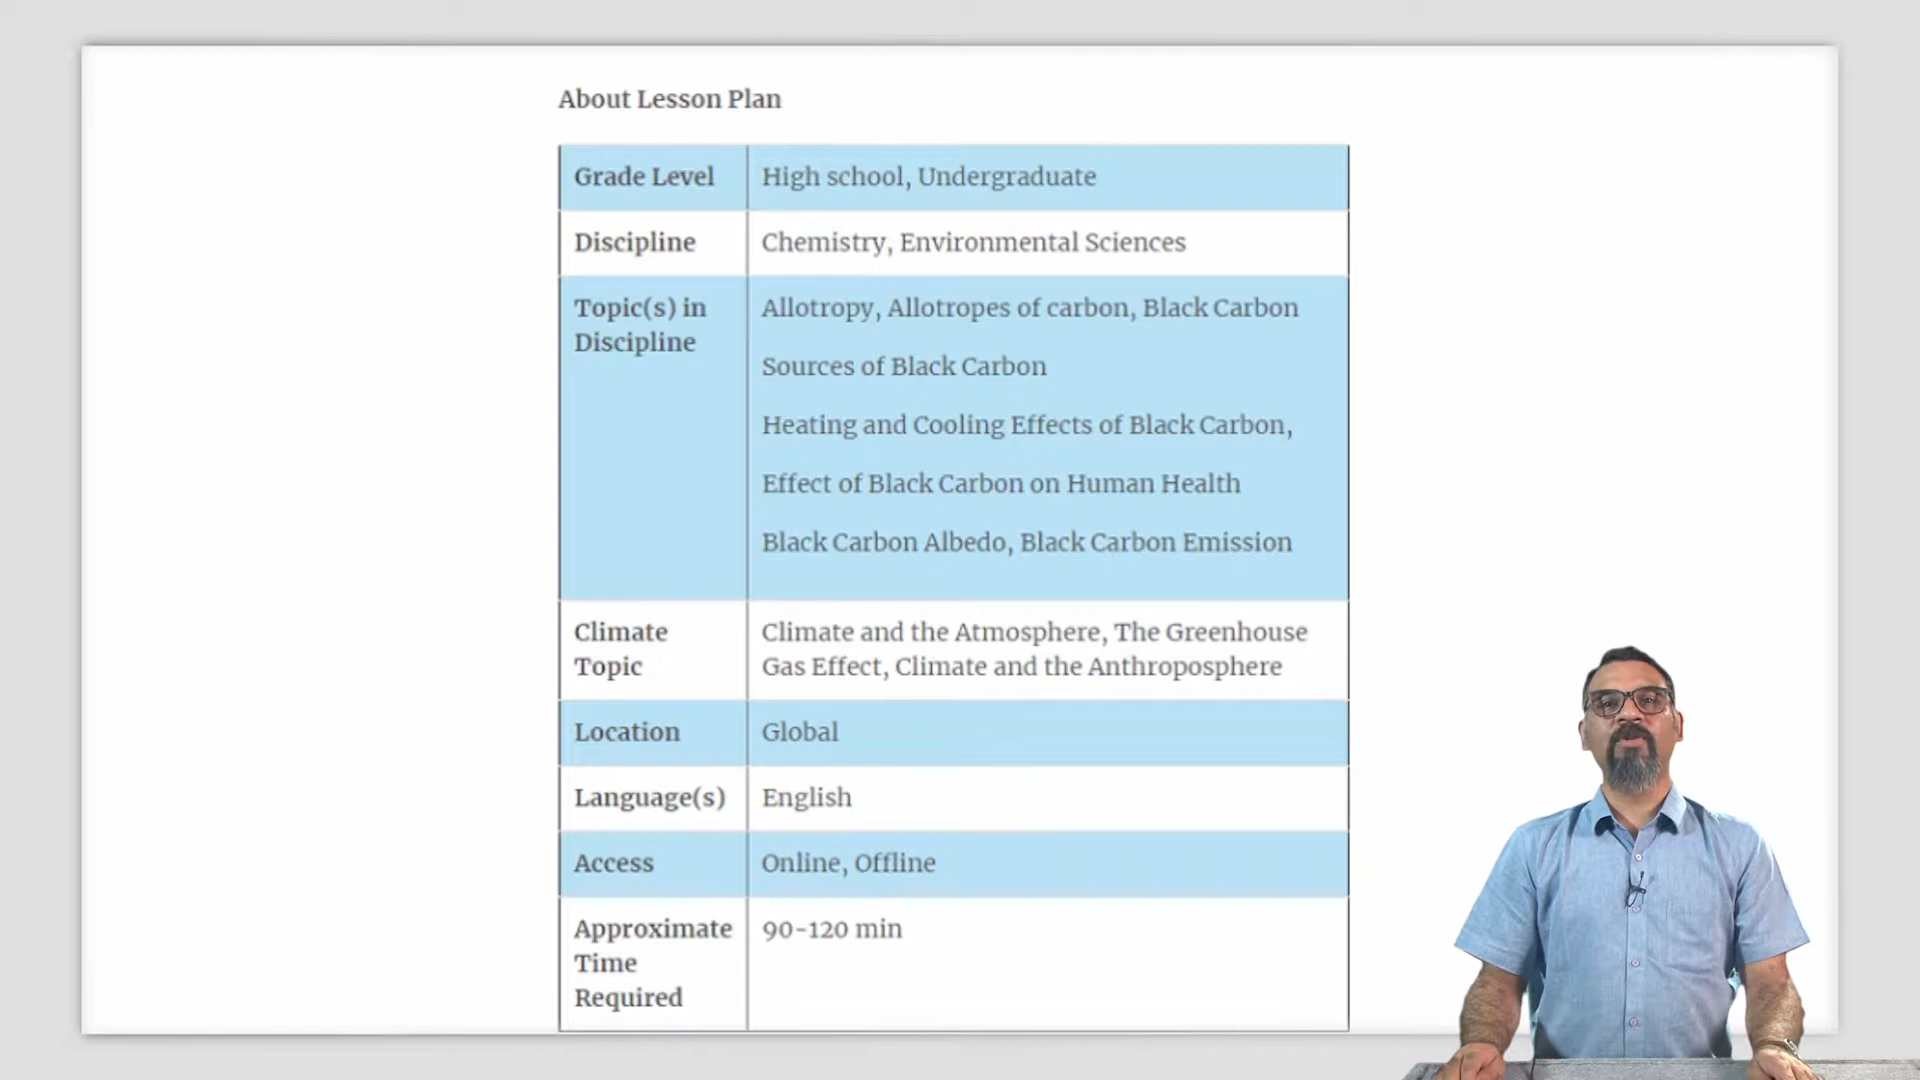 About Lesson Plan
Grade Level
High school, Undergraduate
Discipline
Chemistry, Environmental Sciences
Topic(s) in
Discipline
Allotropy, Allotropes of carbon, Black Carbon
Sources of Black Carbon
Heating and Cooling Effects of Black Carbon,
Effect of Black Carbon on Human Health
Black Carbon Albedo, Black Carbon Emission
Climate
Topic
Climate and the Atmosphere, The Greenhouse
Gas Effect, Climate and the Anthroposphere
Location
Global
Language(s)
English
Access
Online, Offline
Approximate
Time
Required
90-120 min